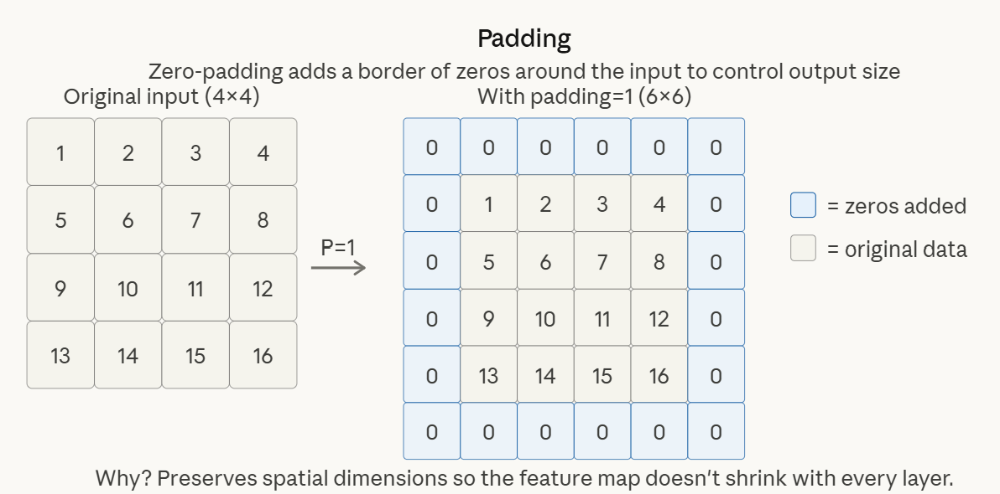 Padding
Zero-padding adds a border of zeros around the input to control output size
Original input (4×4)
With padding=1 (6×6)
1 2 3 4
5 6 7 8
9 10 11 12
13 14 15 16
P=1
0 0 0 0 0 0
0 1 2 3 4 0
0 5 6 7 8 0
0 9 10 11 12 0
0 13 14 15 16 0
0 0 0 0 0 0
= zeros added
= original data
Why? Preserves spatial dimensions so the feature map doesn't shrink with every layer.